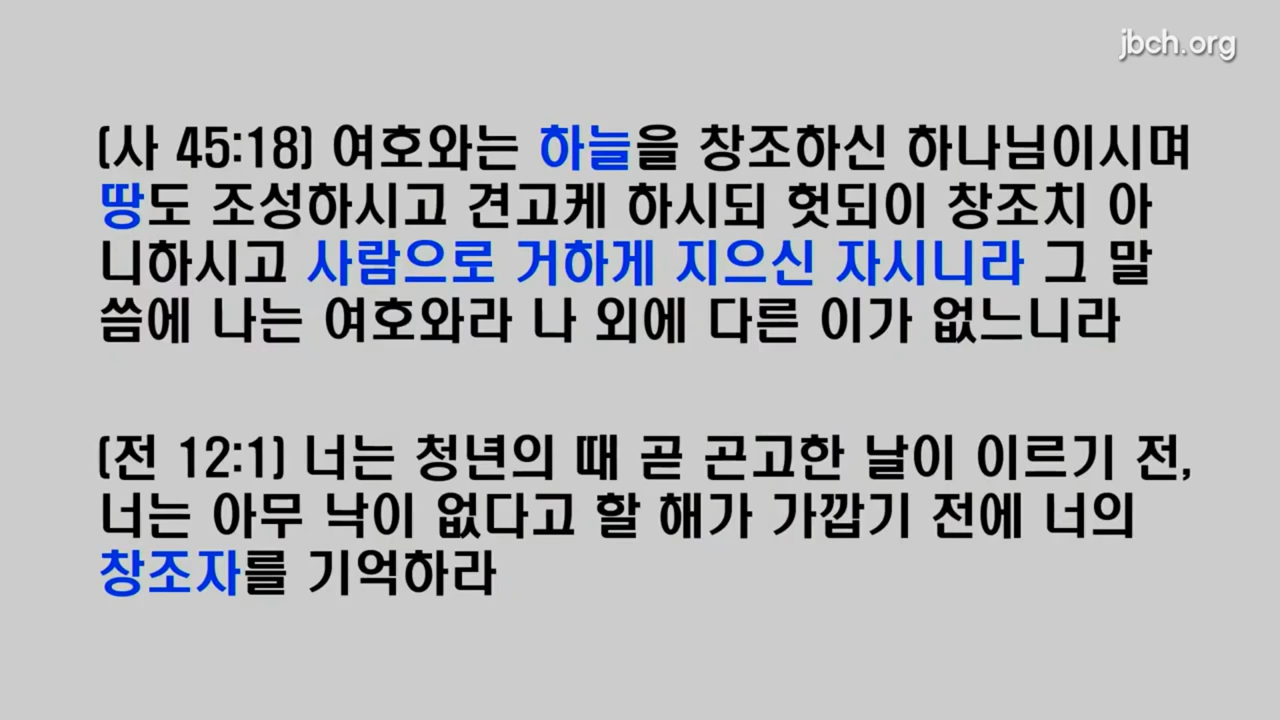 jbch.org
(사 45:18) 여호와는 하늘을 창조하신 하나님이시며
땅도 조성하시고 견고케 하시되 헛되이 창조치 아
니하시고 사람으로 거하게 지으신 자시니라 그 말
씀에 나는 여호와라 나 외에 다른 이가 없느니라
(전 12:1) 너는 청년의 때 곧 곤고한 날이 이르기 전,
너는 아무 낙이 없다고 할 해가 가깝기 전에 너의
창조자를 기억하라